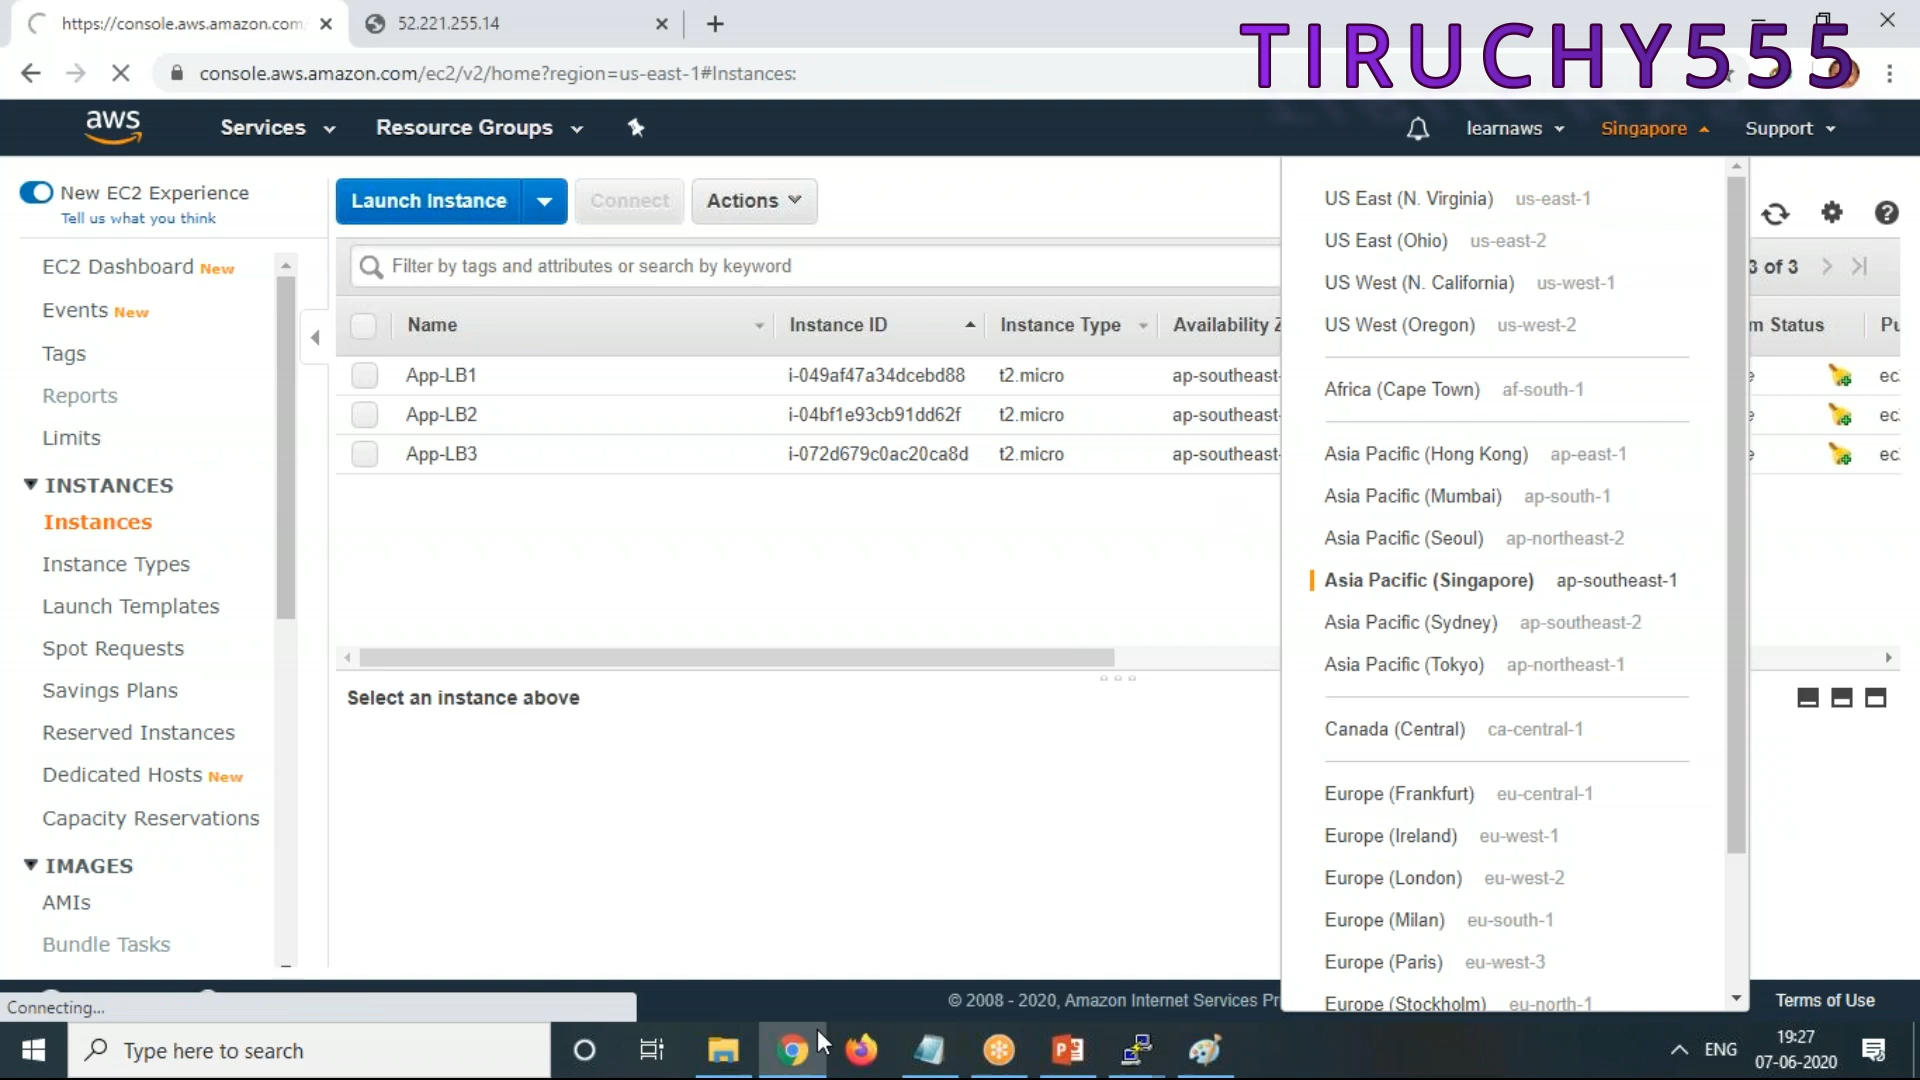 https://console.aws.amazon.com
52.221.255.14
TIRUCHY555
console.aws.amazon.com/ec2/v2/home?region=us-east-1#Instances:
aws
Services
Resource Groups
learnaws
Singapore
Support
New EC2 Experience
Tell us what you think
Launch Instance
Connect
Actions
EC2 Dashboard New
Events New
Tags
Reports
Limits
INSTANCES
Instances
Instance Types
Launch Templates
Spot Requests
Savings Plans
Reserved Instances
Dedicated Hosts New
Capacity Reservations
IMAGES
AMIs
Bundle Tasks
Filter by tags and attributes or search by keyword
3 of 3
Name Instance ID Instance Type Availability Z m Status Pu
App-LB1 i-049af47a34dcebd88 t2.micro ap-southeast- ec
App-LB2 i-04bf1e93cb91dd62f t2.micro ap-southeast- ec
App-LB3 i-072d679c0ac20ca8d t2.micro ap-southeast- ec
Select an instance above
US East (N. Virginia) us-east-1
US East (Ohio) us-east-2
US West (N. California) us-west-1
US West (Oregon) us-west-2
Africa (Cape Town) af-south-1
Asia Pacific (Hong Kong) ap-east-1
Asia Pacific (Mumbai) ap-south-1
Asia Pacific (Seoul) ap-northeast-2
Asia Pacific (Singapore) ap-southeast-1
Asia Pacific (Sydney) ap-southeast-2
Asia Pacific (Tokyo) ap-northeast-1
Canada (Central) ca-central-1
Europe (Frankfurt) eu-central-1
Europe (Ireland) eu-west-1
Europe (London) eu-west-2
Europe (Milan) eu-south-1
Europe (Paris) eu-west-3
Europe (Stockholm) eu-north-1
Connecting...
© 2008 - 2020, Amazon Internet Services Pr
Terms of Use
Type here to search
ENG
19:27
07-06-2020